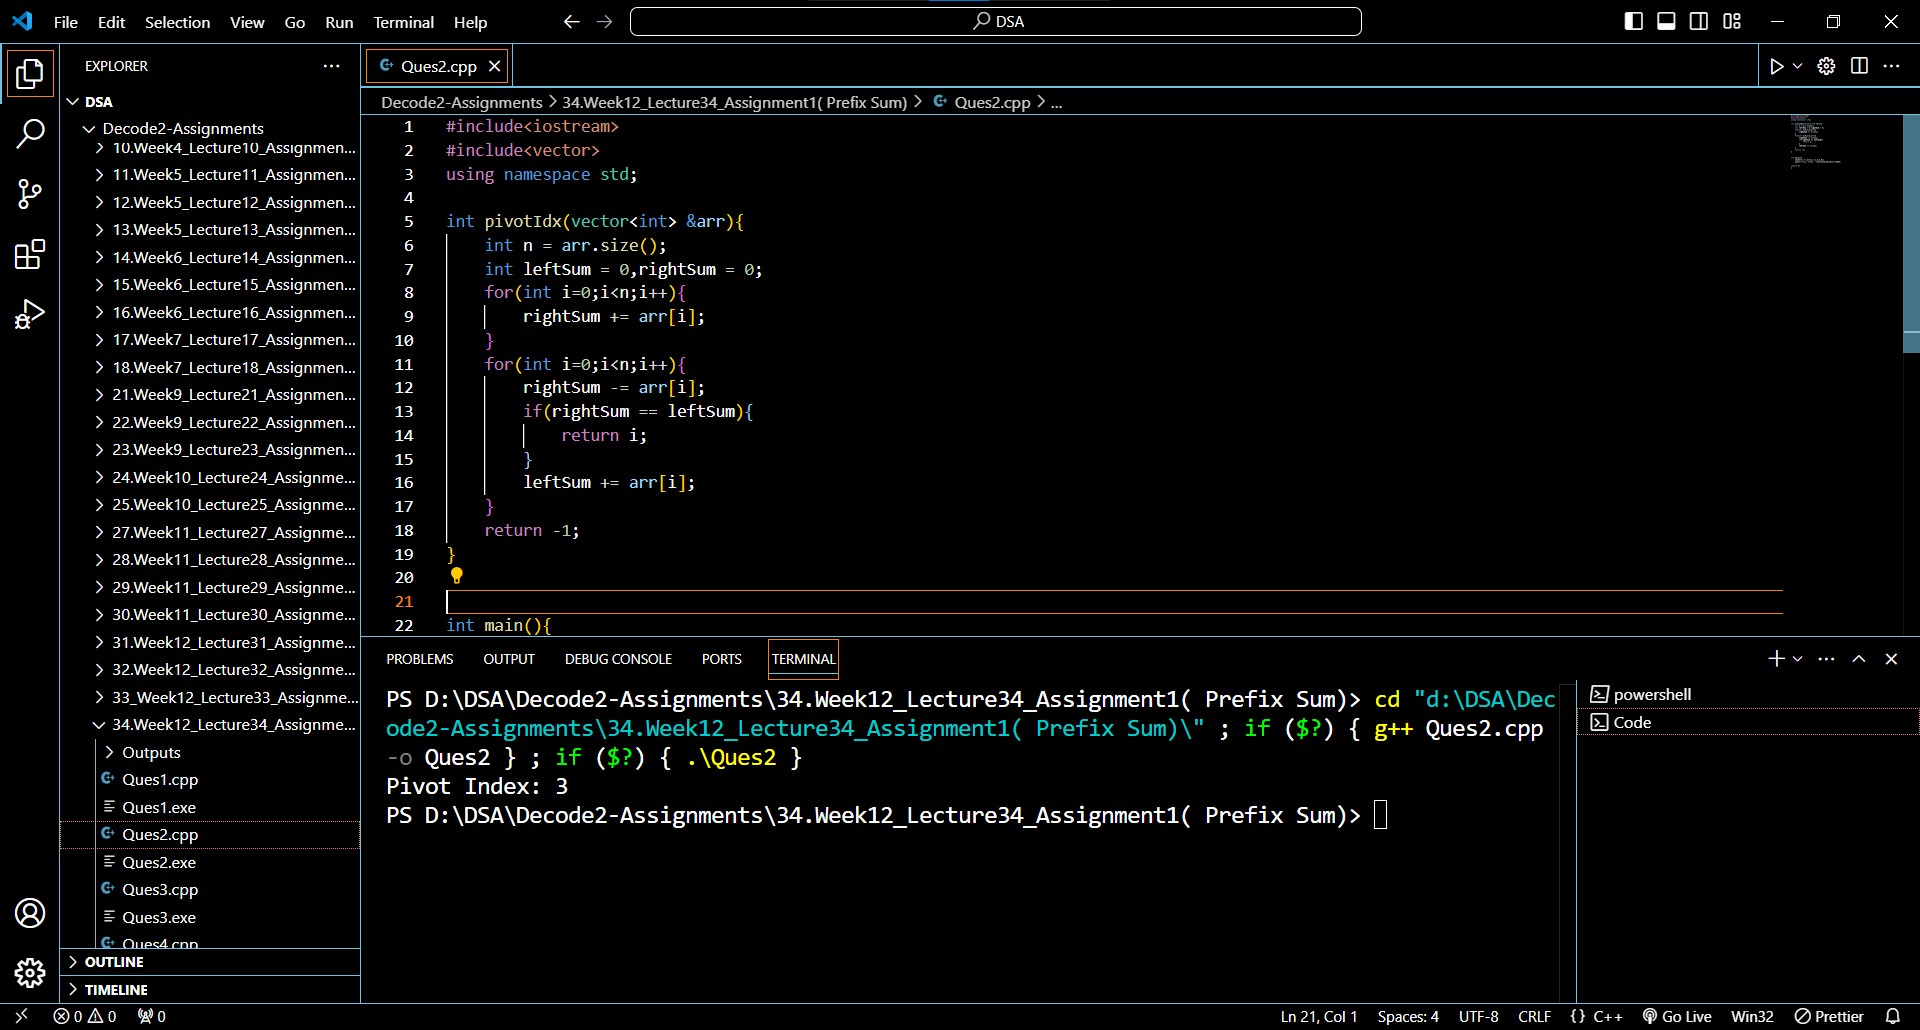 File Edit Selection View Go Run Terminal Help
DSA
EXPLORER
DSA
Decode2-Assignments
10.Week4_Lecture10_Assignmen...
11.Week5_Lecture11_Assignmen...
12.Week5_Lecture12_Assignmen...
13.Week5_Lecture13_Assignmen...
14.Week6_Lecture14_Assignmen...
15.Week6_Lecture15_Assignmen...
16.Week6_Lecture16_Assignmen...
17.Week7_Lecture17_Assignmen...
18.Week7_Lecture18_Assignmen...
21.Week9_Lecture21_Assignmen...
22.Week9_Lecture22_Assignmen...
23.Week9_Lecture23_Assignmen...
24.Week10_Lecture24_Assignme...
25.Week10_Lecture25_Assignme...
27.Week11_Lecture27_Assignme...
28.Week11_Lecture28_Assignme...
29.Week11_Lecture29_Assignme...
30.Week11_Lecture30_Assignme...
31.Week12_Lecture31_Assignme...
32.Week12_Lecture32_Assignme...
33_Week12_Lecture33_Assignme...
34.Week12_Lecture34_Assignme...
Outputs
Ques1.cpp
Ques1.exe
Ques2.cpp
Ques2.exe
Ques3.cpp
Ques3.exe
Ques4.cpp
OUTLINE
TIMELINE
Ques2.cpp
Decode2-Assignments > 34.Week12_Lecture34_Assignment1( Prefix Sum) > Ques2.cpp > ...
1 #include<iostream>
2 #include<vector>
3 using namespace std;
4
5 int pivotIdx(vector<int> &arr){
6 int n = arr.size();
7 int leftSum = 0,rightSum = 0;
8 for(int i=0;i<n;i++){
9 rightSum += arr[i];
10 }
11 for(int i=0;i<n;i++){
12 rightSum -= arr[i];
13 if(rightSum == leftSum){
14 return i;
15 }
16 leftSum += arr[i];
17 }
18 return -1;
19 }
20
21
22 int main(){
PROBLEMS OUTPUT DEBUG CONSOLE PORTS TERMINAL
PS D:\DSA\Decode2-Assignments\34.Week12_Lecture34_Assignment1( Prefix Sum)> cd "d:\DSA\Dec
ode2-Assignments\34.Week12_Lecture34_Assignment1( Prefix Sum)\" ; if ($?) { g++ Ques2.cpp
-o Ques2 } ; if ($?) { .\Ques2 }
Pivot Index: 3
PS D:\DSA\Decode2-Assignments\34.Week12_Lecture34_Assignment1( Prefix Sum)>
powershell
Code
0 0 0 Ln 21, Col 1 Spaces: 4 UTF-8 CRLF {} C++ Go Live Win32 Prettier